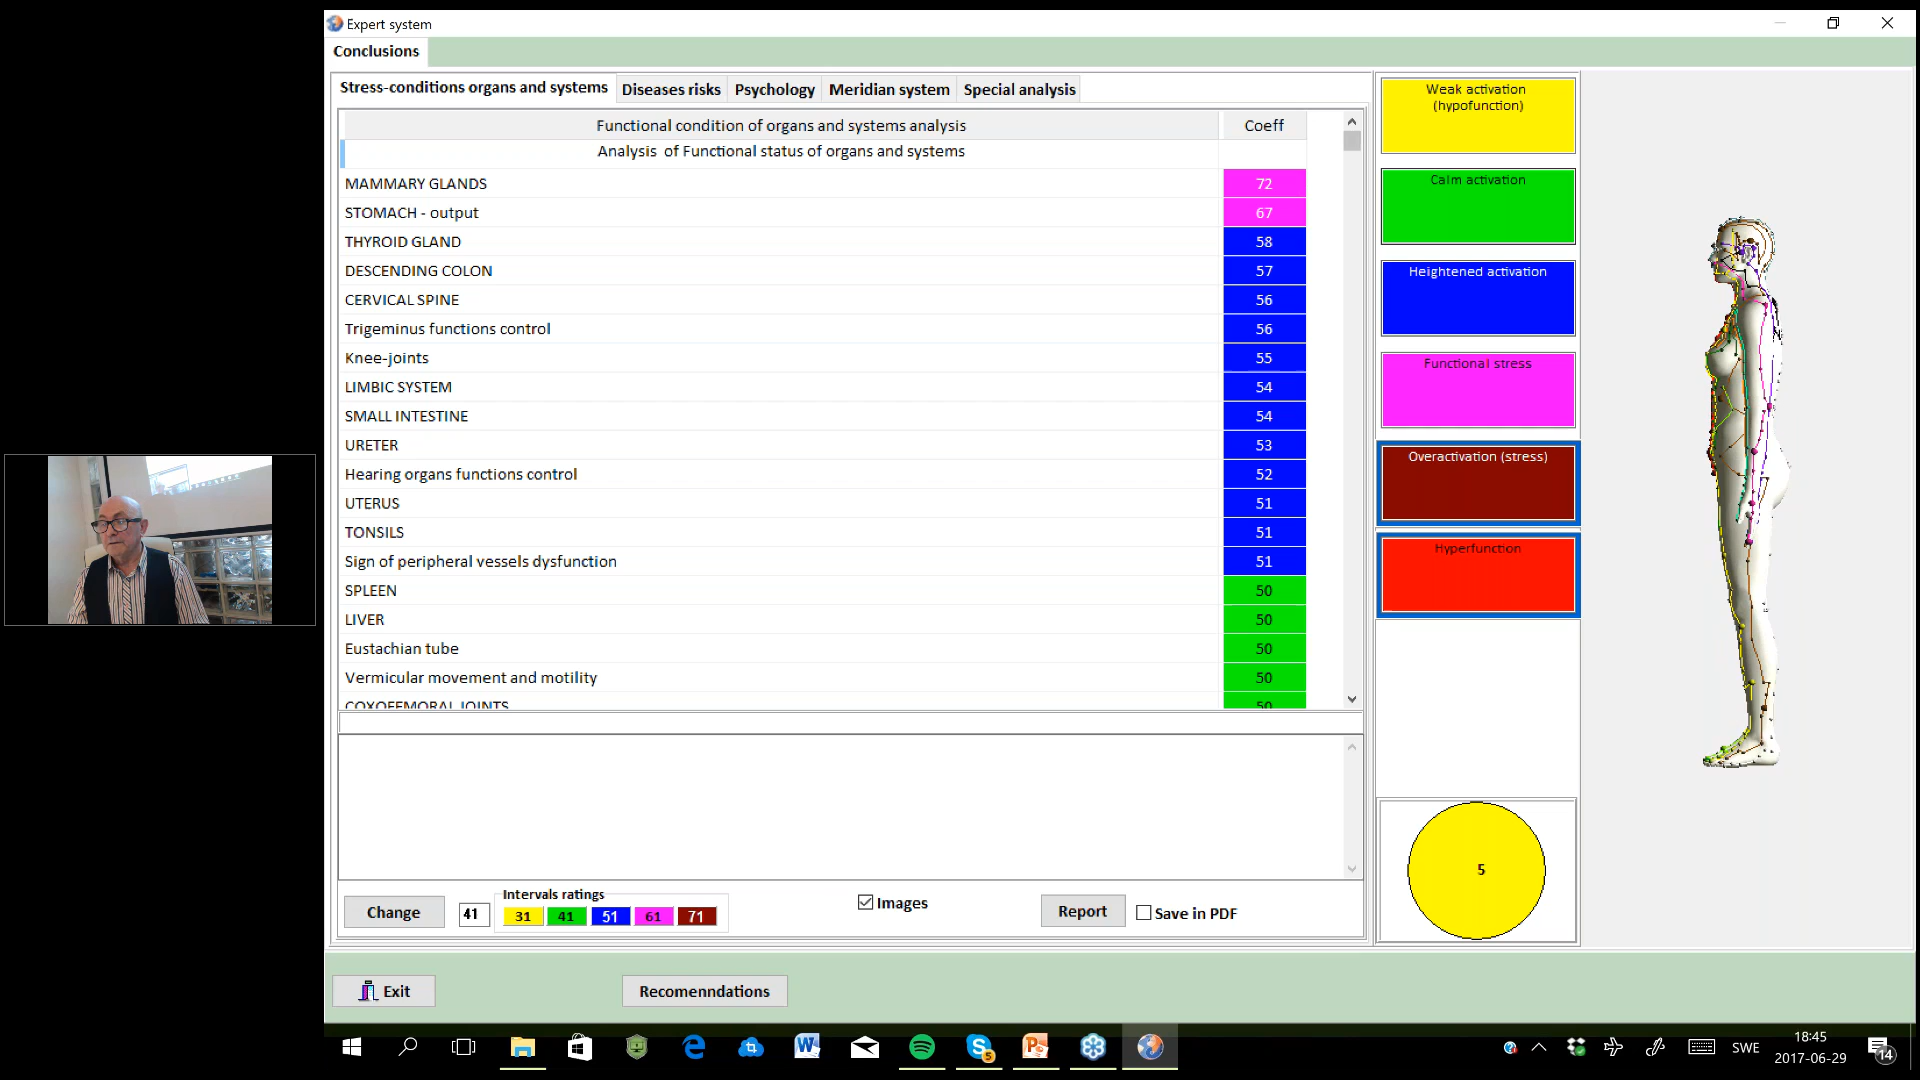 Expert system
Conclusions
Stress-conditions organs and systems
Diseases risks
Psychology
Meridian system
Special analysis
Functional condition of organs and systems analysis
Coeff
Analysis of Functional status of organs and systems
MAMMARY GLANDS 72
STOMACH - output 67
THYROID GLAND 58
DESCENDING COLON 57
CERVICAL SPINE 56
Trigeminus functions control 56
Knee-joints 55
LIMBIC SYSTEM 54
SMALL INTESTINE 54
URETER 53
Hearing organs functions control 52
UTERUS 51
TONSILS 51
Sign of peripheral vessels dysfunction 51
SPLEEN 50
LIVER 50
Eustachian tube 50
Vermicular movement and motility 50
COXOFEMORAL JOINTS 50
Weak activation
(hypofunction)
Calm activation
Heightened activation
Functional stress
Overactivation (stress)
Hyperfunction
5
Change
41
Intervals ratings
31 41 51 61 71
Images
Report
Save in PDF
Exit
Recomenndations
5
SWE
18:45
2017-06-29
14